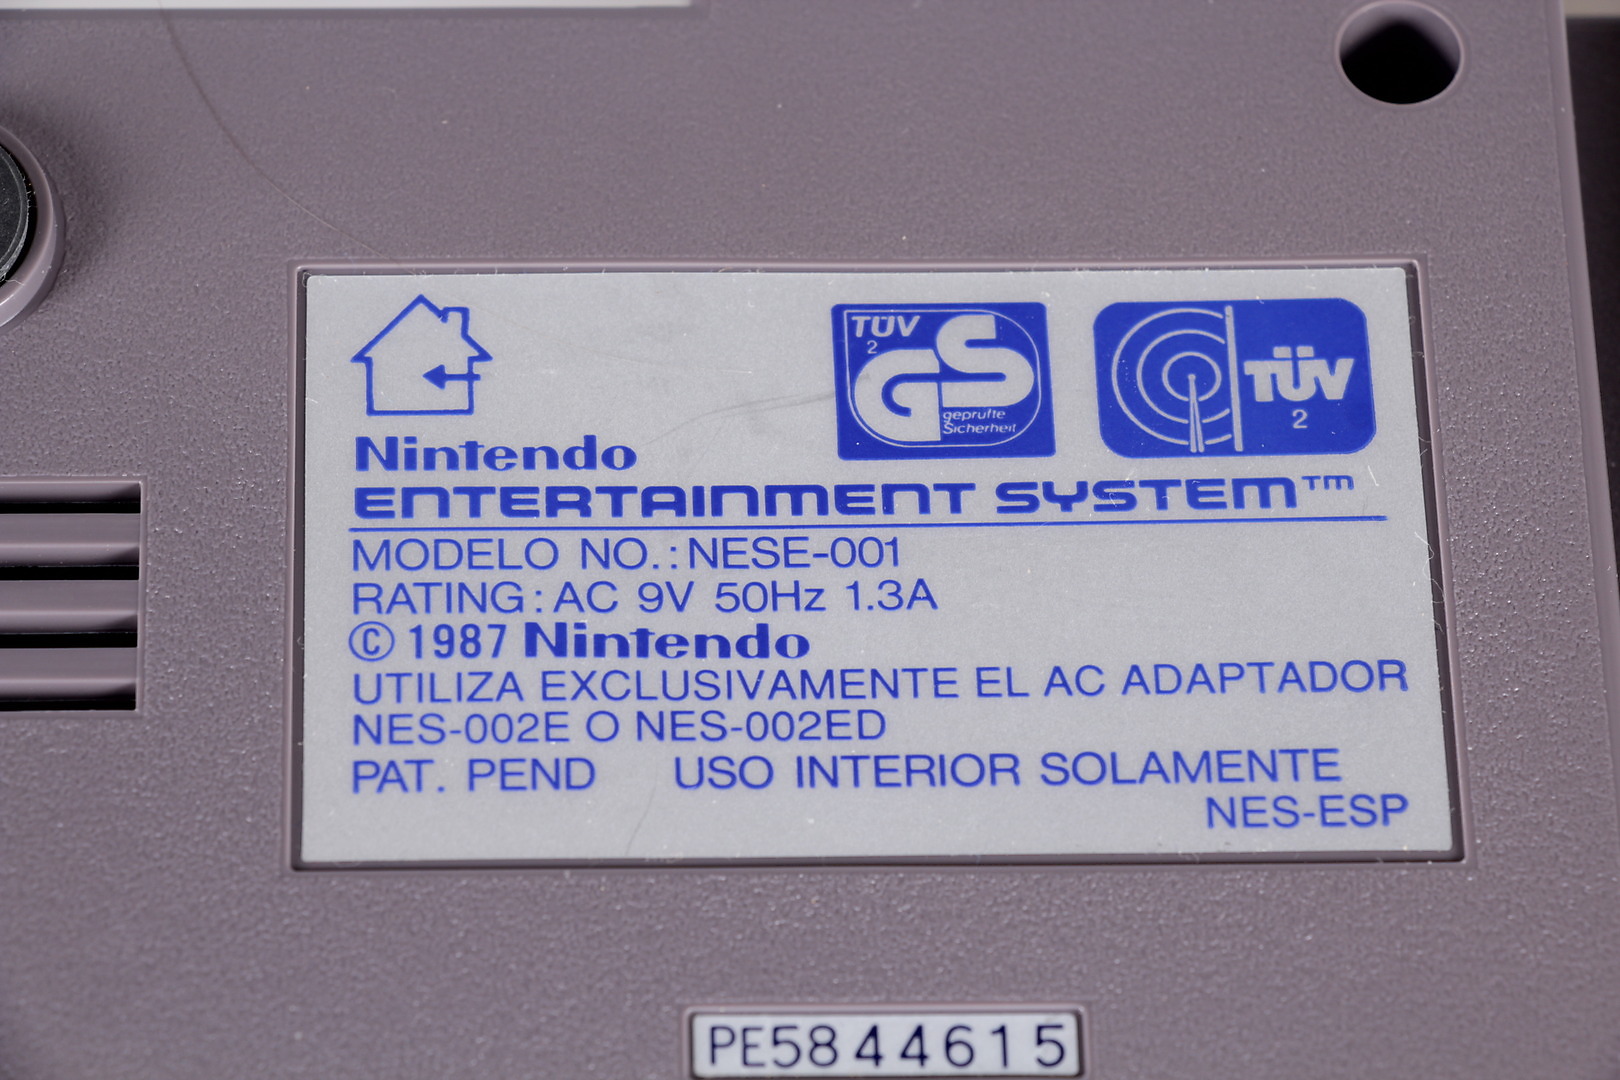 TÜV
2
GS
geprüfte
Sicherheit
TÜV
2
Nintendo
ENTERTAINMENT SYSTEM™
MODELO NO.: NESE-001
RATING: AC 9V 50Hz 1.3A
© 1987 Nintendo
UTILIZA EXCLUSIVAMENTE EL AC ADAPTADOR
NES-002E O NES-002ED
PAT. PEND USO INTERIOR SOLAMENTE
NES-ESP
PE5844615